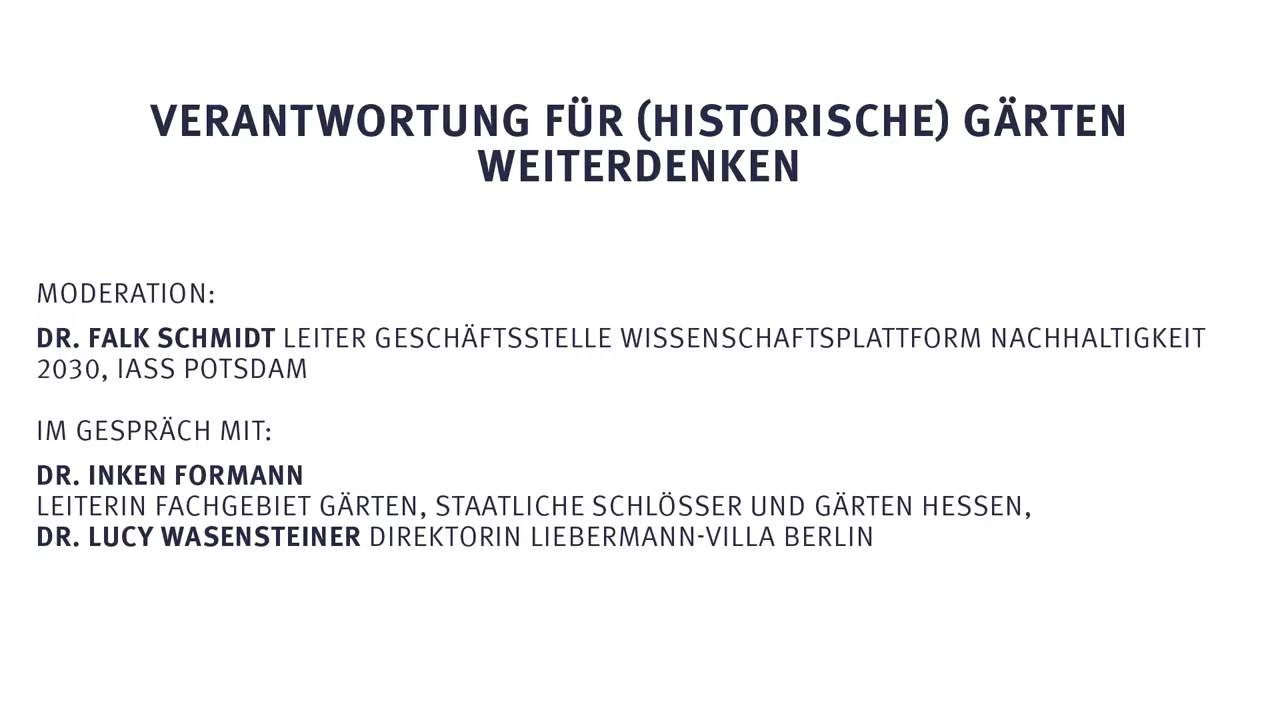 VERANTWORTUNG FÜR (HISTORISCHE) GÄRTEN
WEITERDENKEN
MODERATION:
DR. FALK SCHMIDT LEITER GESCHÄFTSSTELLE WISSENSCHAFTSPLATTFORM NACHHALTIGKEIT
2030, IASS POTSDAM
IM GESPRÄCH MIT:
DR. INKEN FORMANN
LEITERIN FACHGEBIET GÄRTEN, STAATLICHE SCHLÖSSER UND GÄRTEN HESSEN,
DR. LUCY WASENSTEINER DIREKTORIN LIEBERMANN-VILLA BERLIN